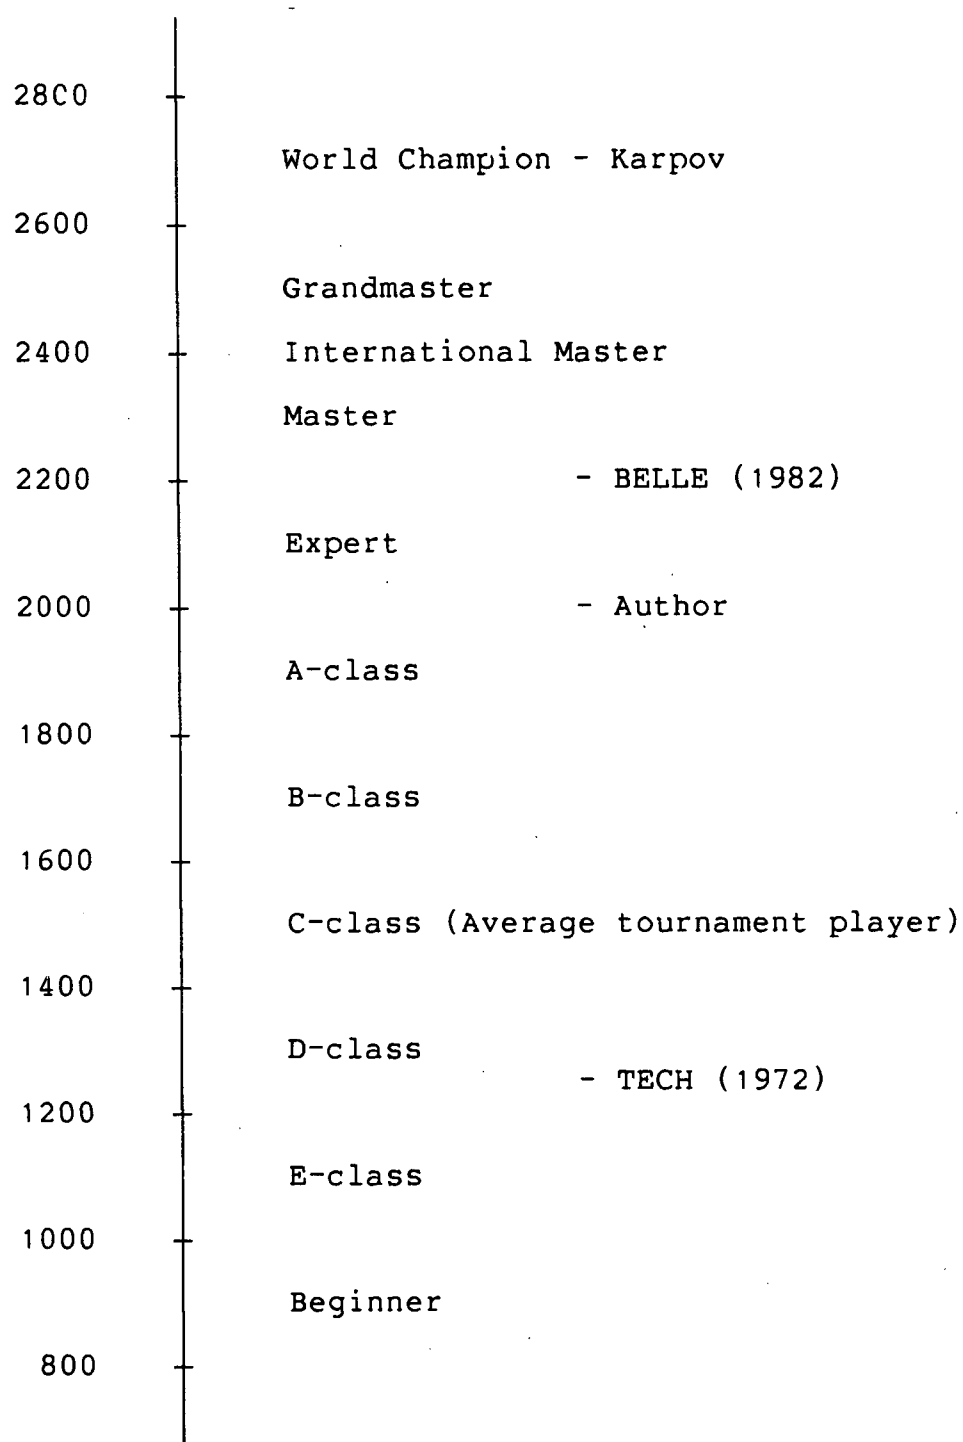 2800
World Champion - Karpov
2600
Grandmaster
2400 International Master
Master
2200 - BELLE (1982)
Expert
2000 - Author
A-class
1800
B-class
1600
C-class (Average tournament player)
1400
D-class
- TECH (1972)
1200
E-class
1000
Beginner
800